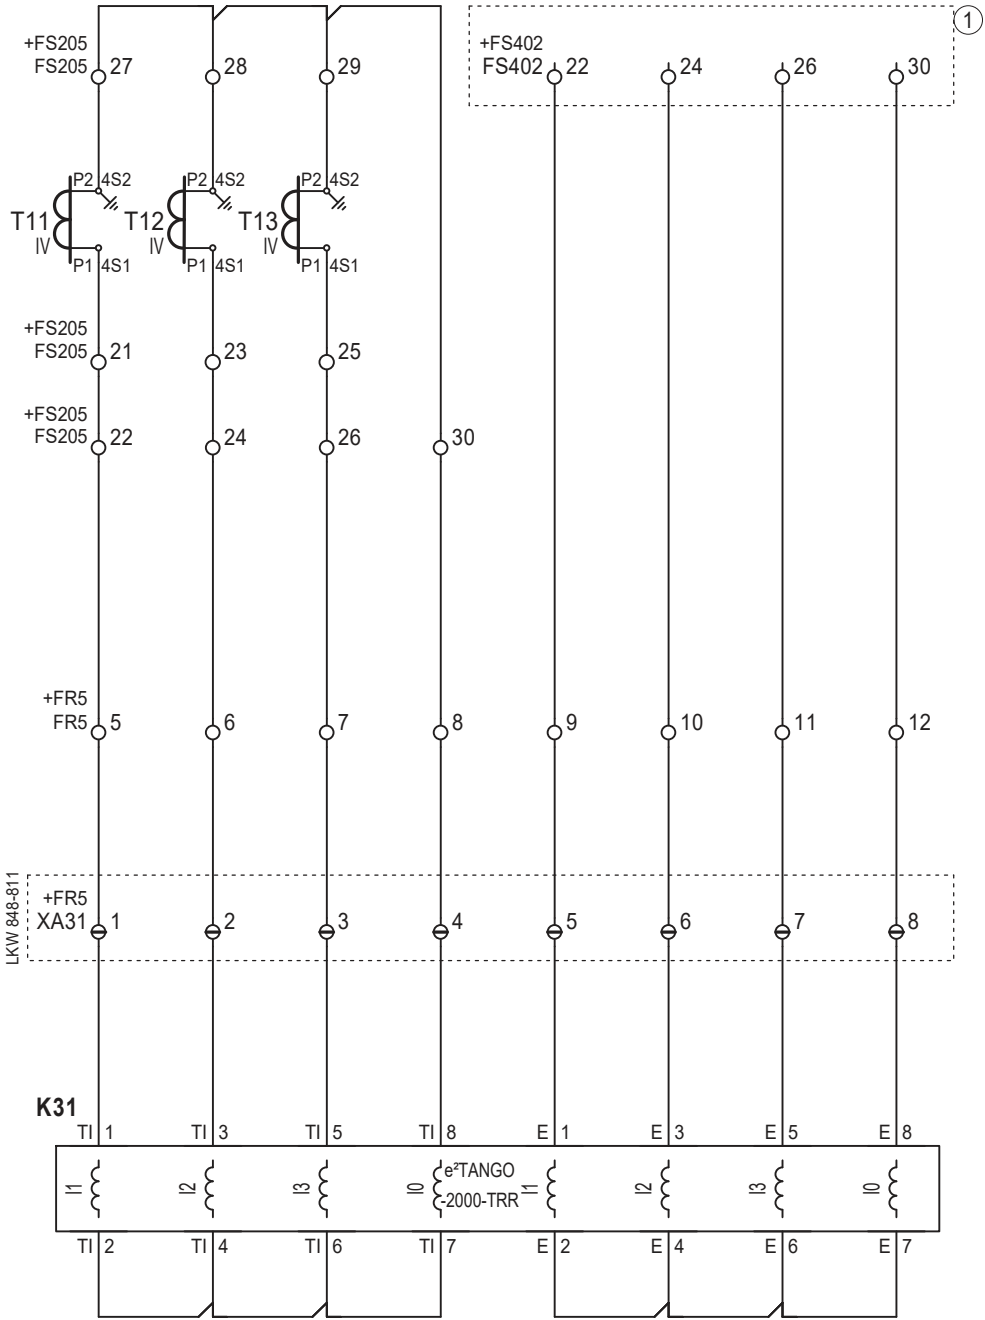 1
+FS205
FS205 27 28 29
+FS402
FS402 22 24 26 30
P2 4S2 P2 4S2 P2 4S2
T11 T12 T13
IV IV IV
P1 4S1 P1 4S1 P1 4S1
+FS205
FS205 21 23 25
+FS205
FS205 22 24 26 30
+FR5
FR5 5 6 7 8 9 10 11 12
LKW 848-811
+FR5
XA31 1 2 3 4 5 6 7 8
K31
TI 1 TI 3 TI 5 TI 8 E 1 E 3 E 5 E 8
I1 I2 I3 I0 e²TANGO I1 I2 I3 I0
-2000-TRR
TI 2 TI 4 TI 6 TI 7 E 2 E 4 E 6 E 7